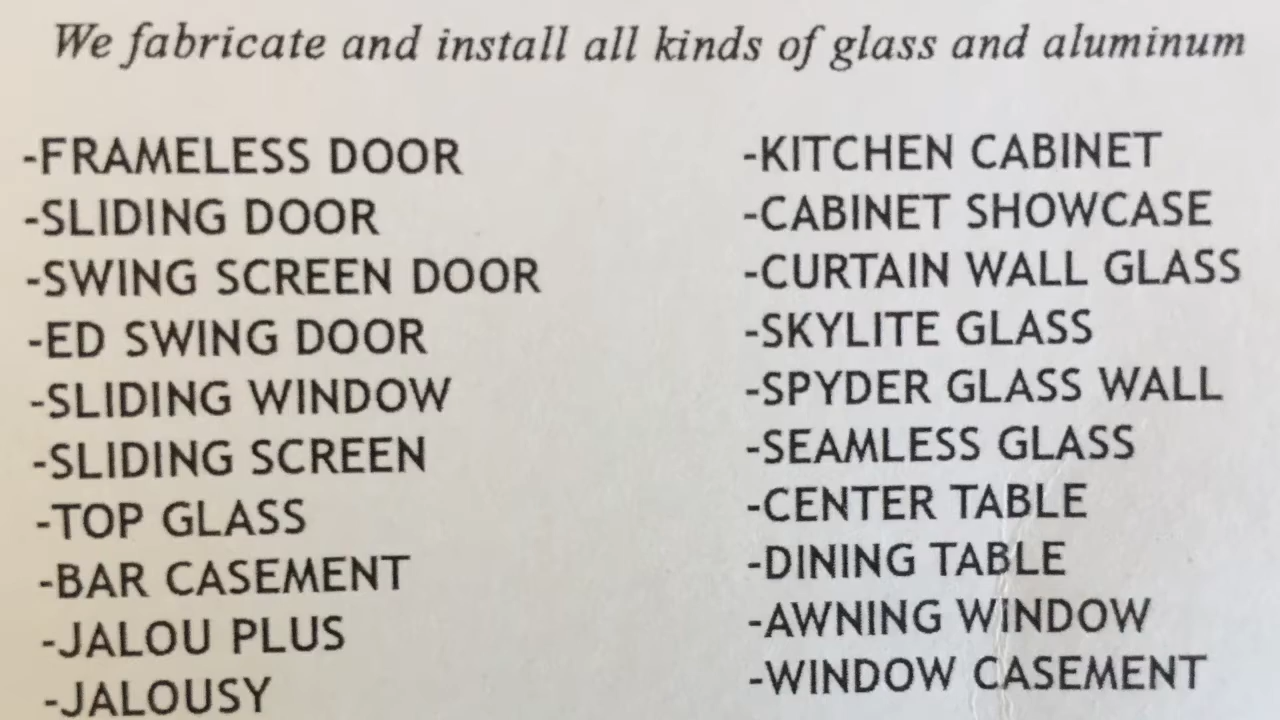 We fabricate and install all kinds of glass and aluminum
-FRAMELESS DOOR
-SLIDING DOOR
-SWING SCREEN DOOR
-ED SWING DOOR
-SLIDING WINDOW
-SLIDING SCREEN
-TOP GLASS
-BAR CASEMENT
-JALOU PLUS
-JALOUSY
-KITCHEN CABINET
-CABINET SHOWCASE
-CURTAIN WALL GLASS
-SKYLITE GLASS
-SPYDER GLASS WALL
-SEAMLESS GLASS
-CENTER TABLE
-DINING TABLE
-AWNING WINDOW
-WINDOW CASEMENT